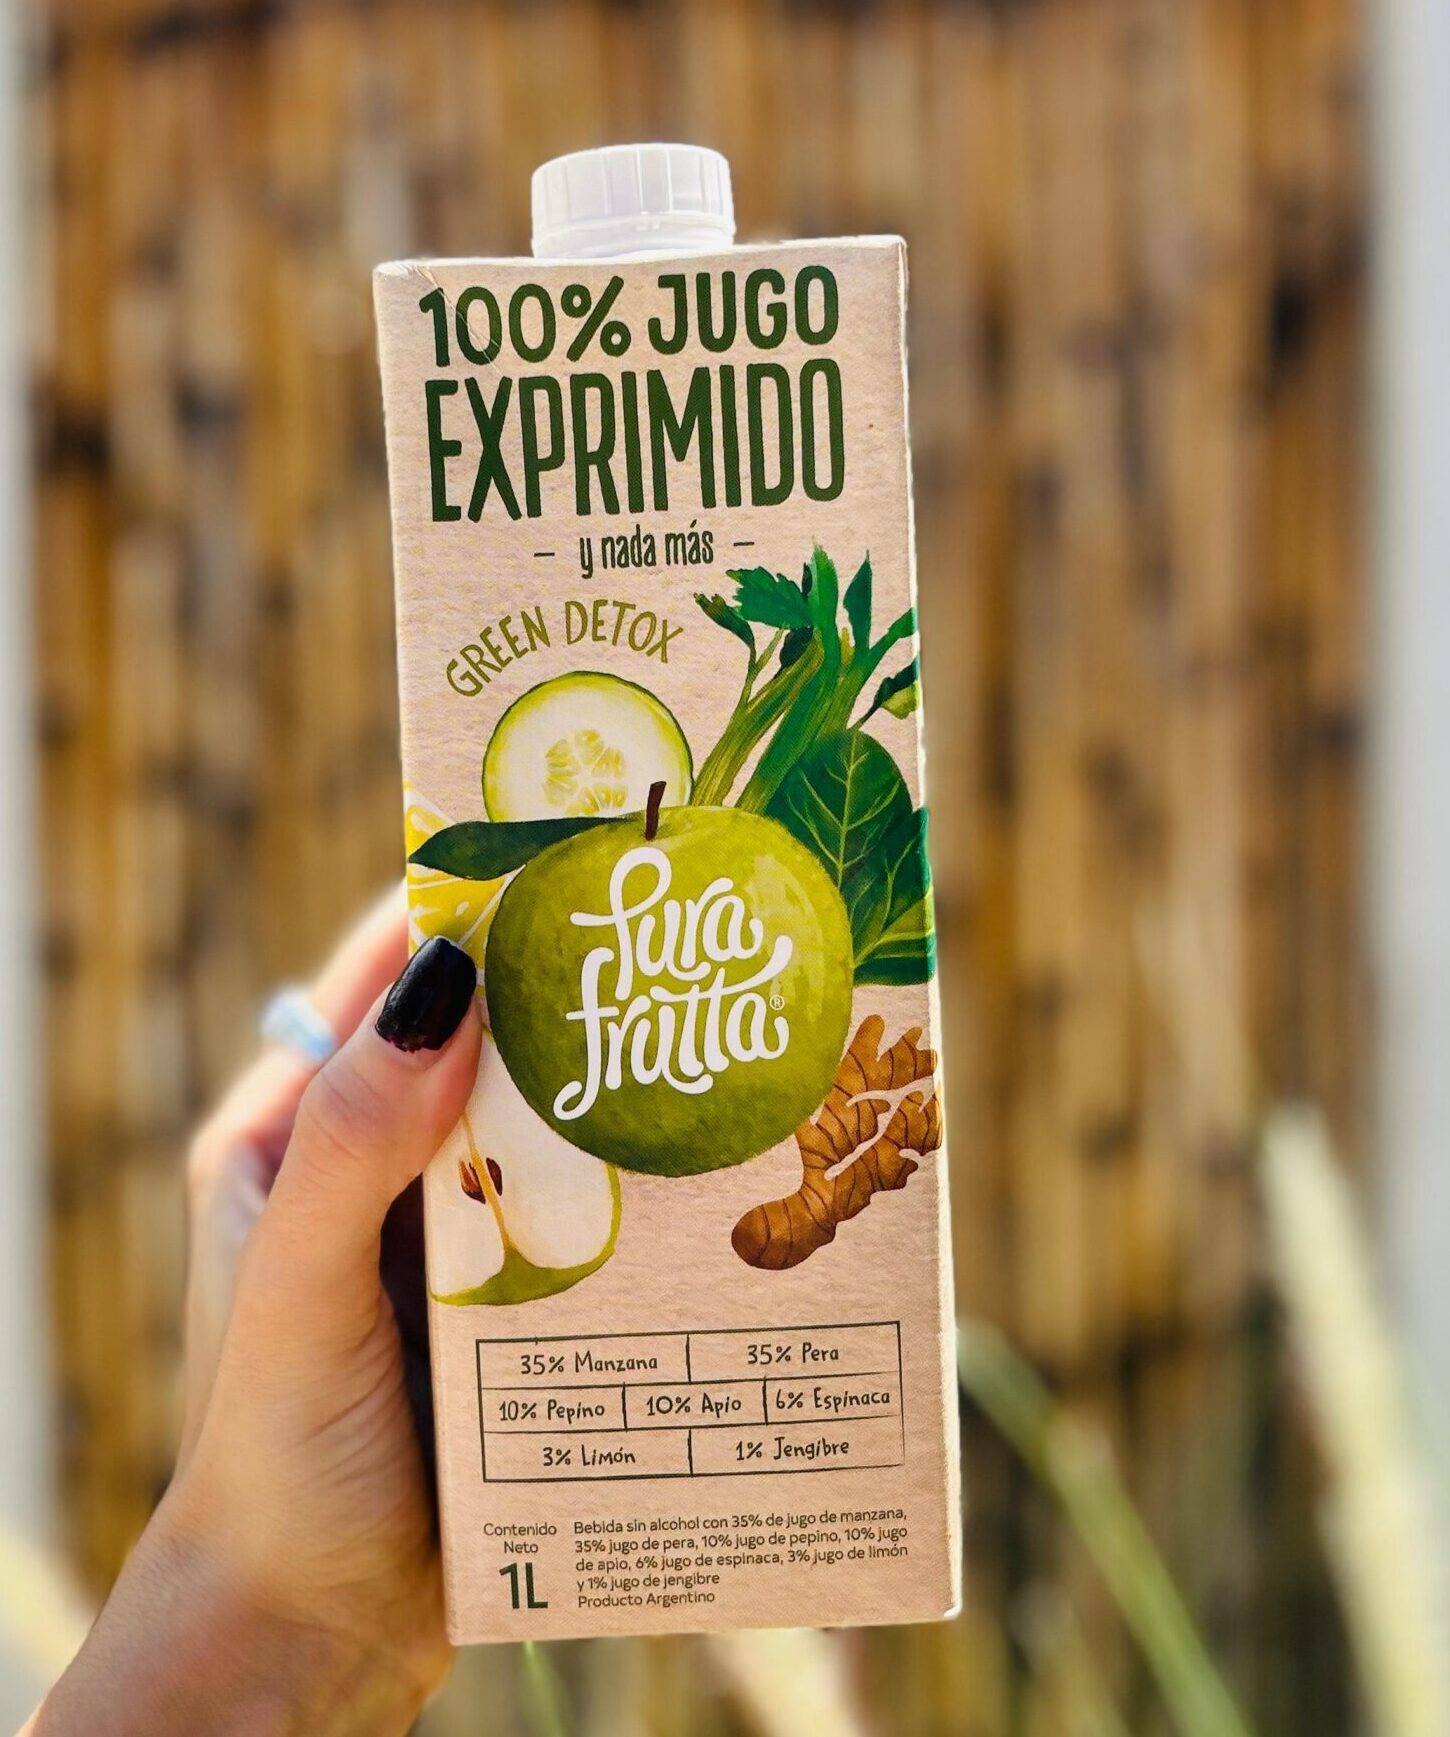 100% JUGO
EXPRIMIDO
- y nada más -
GREEN DETOX
Pura
frutta®
35% Manzana 35% Pera
10% Pepino 10% Apio 6% Espinaca
3% Limón 1% Jengibre
Contenido
Neto
1L
Bebida sin alcohol con 35% de jugo de manzana,
35% jugo de pera, 10% jugo de pepino, 10% jugo
de apio, 6% jugo de espinaca, 3% jugo de limón
y 1% jugo de jengibre
Producto Argentino